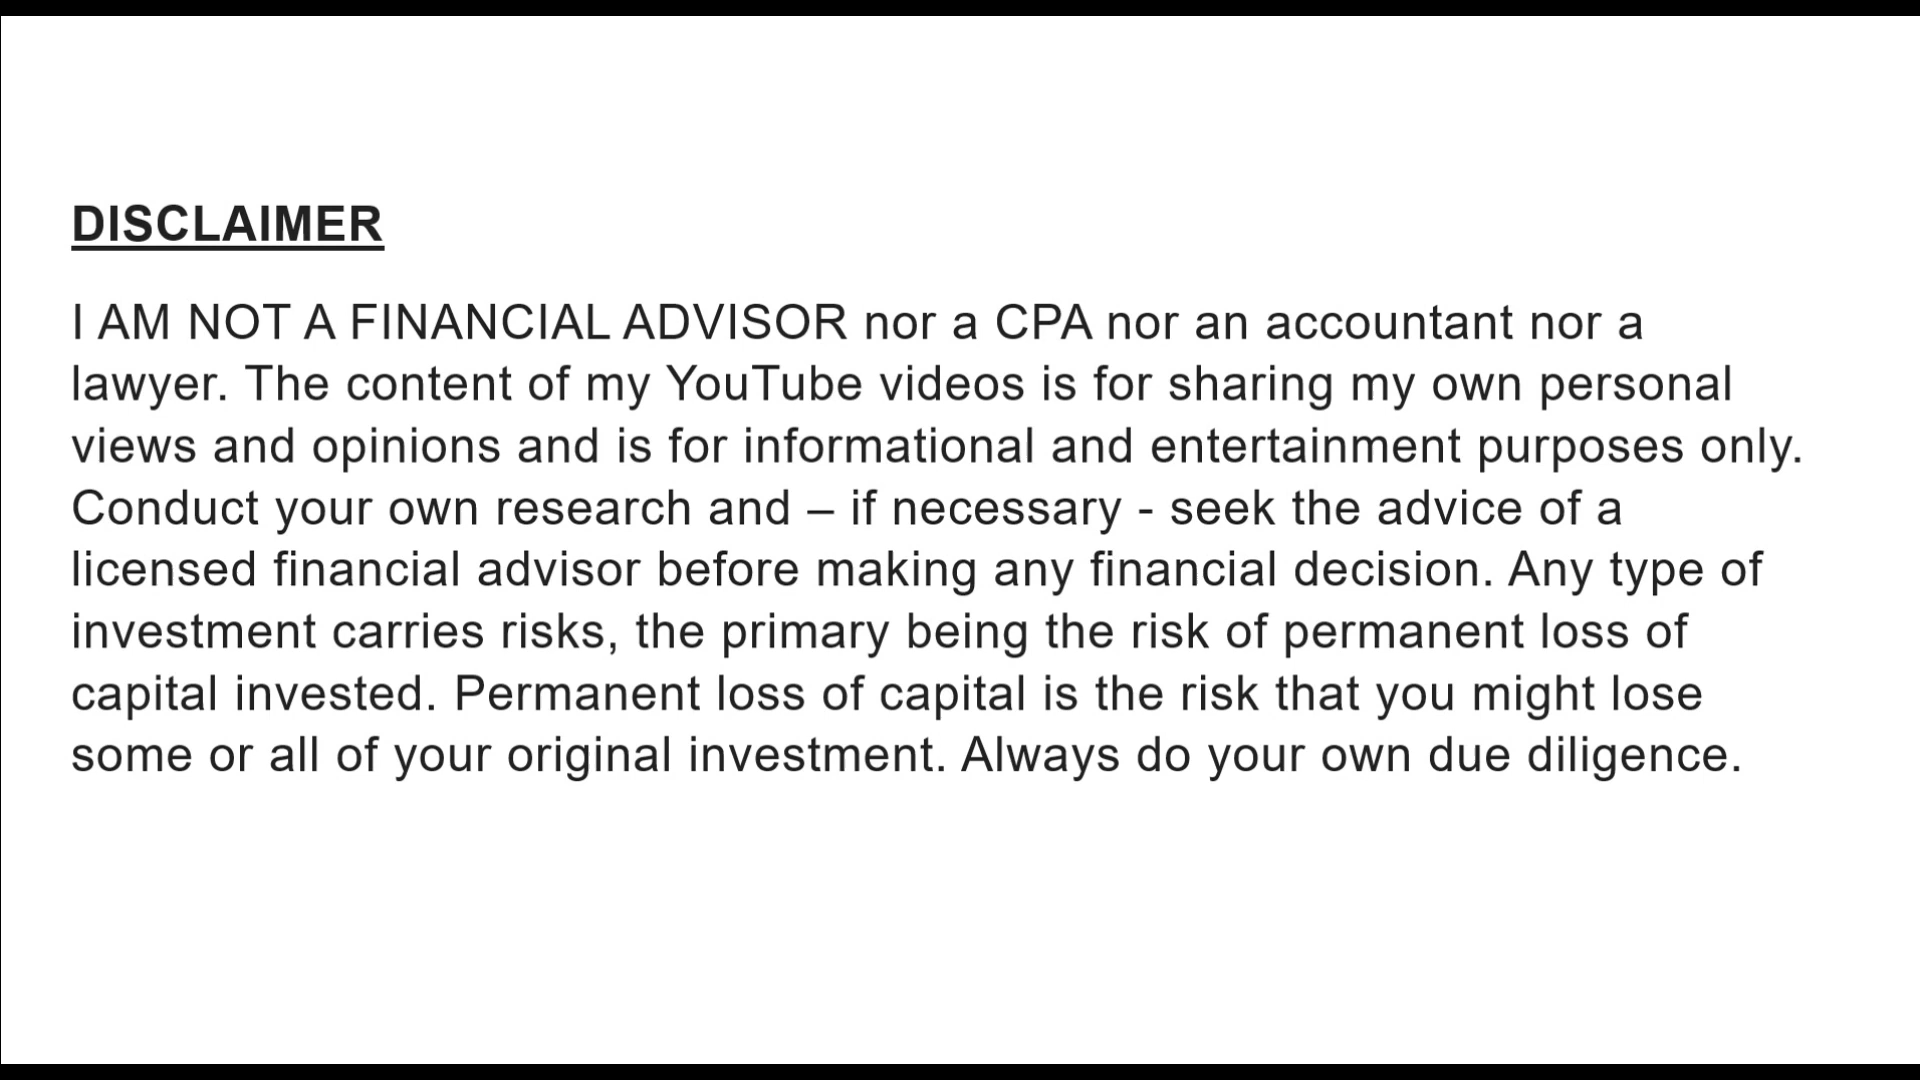 DISCLAIMER
I AM NOT A FINANCIAL ADVISOR nor a CPA nor an accountant nor a
lawyer. The content of my YouTube videos is for sharing my own personal
views and opinions and is for informational and entertainment purposes only.
Conduct your own research and – if necessary - seek the advice of a
licensed financial advisor before making any financial decision. Any type of
investment carries risks, the primary being the risk of permanent loss of
capital invested. Permanent loss of capital is the risk that you might lose
some or all of your original investment. Always do your own due diligence.